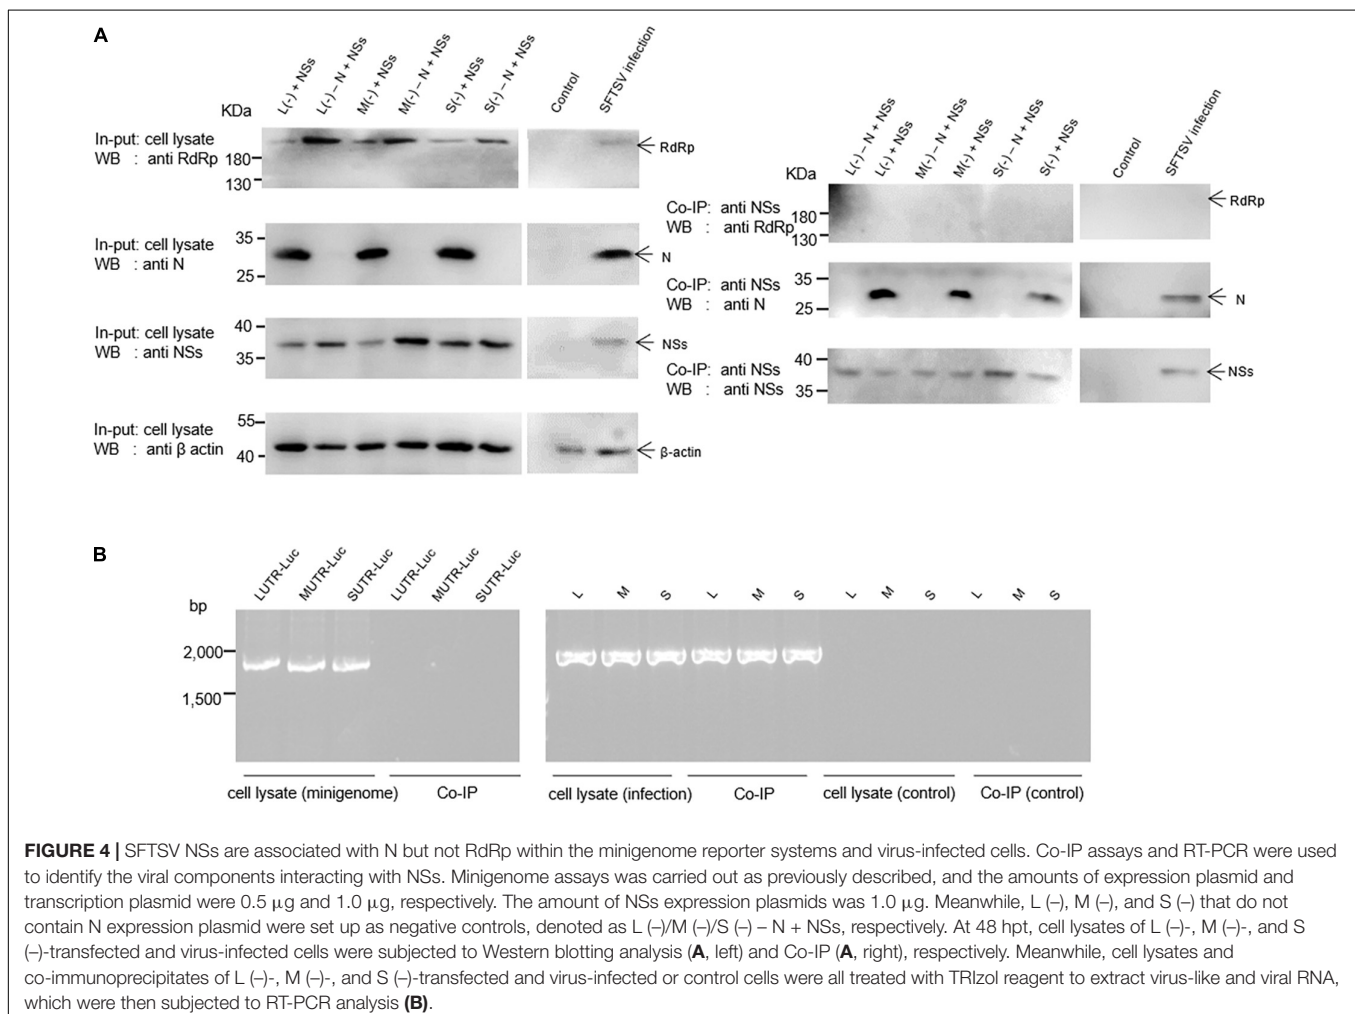 A
L(-) + NSs
L(-) – N + NSs
M(-) + NSs
M(-) – N + NSs
S(-) + NSs
S(-) – N + NSs
Control
SFTSV infection
KDa
In-put: cell lysate
WB : anti RdRp
180
130
RdRp
In-put: cell lysate
WB : anti N
35
25
N
In-put: cell lysate
WB : anti NSs
40
35
NSs
In-put: cell lysate
WB : anti β actin
55
40
β-actin
L(-) – N + NSs
L(-) + NSs
M(-) – N + NSs
M(-) + NSs
S(-) – N + NSs
S(-) + NSs
Control
SFTSV infection
KDa
Co-IP: anti NSs
WB : anti RdRp
180
130
RdRp
Co-IP: anti NSs
WB : anti N
35
25
N
Co-IP: anti NSs
WB : anti NSs
40
35
NSs
B
LUTR-Luc
MUTR-Luc
SUTR-Luc
LUTR-Luc
MUTR-Luc
SUTR-Luc
L M S L M S L M S L M S
bp
2,000
1,500
cell lysate (minigenome) Co-IP
cell lysate (infection) Co-IP cell lysate (control) Co-IP (control)
FIGURE 4 | SFTSV NSs are associated with N but not RdRp within the minigenome reporter systems and virus-infected cells. Co-IP assays and RT-PCR were used
to identify the viral components interacting with NSs. Minigenome assays was carried out as previously described, and the amounts of expression plasmid and
transcription plasmid were 0.5 μg and 1.0 μg, respectively. The amount of NSs expression plasmids was 1.0 μg. Meanwhile, L (–), M (–), and S (–) that do not
contain N expression plasmid were set up as negative controls, denoted as L (–)/M (–)/S (–) – N + NSs, respectively. At 48 hpt, cell lysates of L (–)-, M (–)-, and S
(–)-transfected and virus-infected cells were subjected to Western blotting analysis (A, left) and Co-IP (A, right), respectively. Meanwhile, cell lysates and
co-immunoprecipitates of L (–)-, M (–)-, and S (–)-transfected and virus-infected or control cells were all treated with TRIzol reagent to extract virus-like and viral RNA,
which were then subjected to RT-PCR analysis (B).